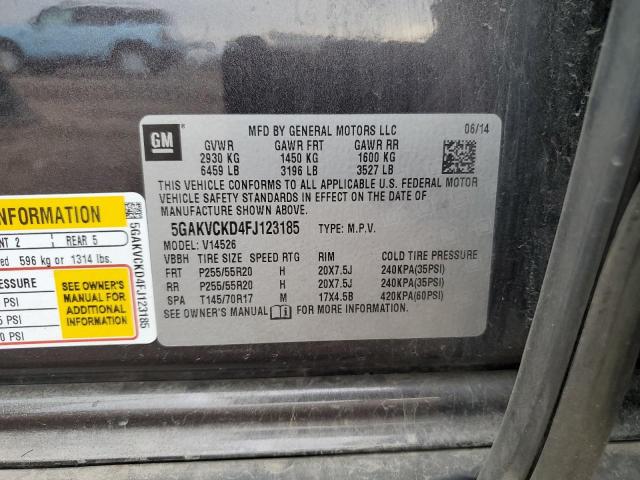 GM
MFD BY GENERAL MOTORS LLC 06/14
GVWR GAWR FRT GAWR RR
2930 KG 1450 KG 1600 KG
6459 LB 3196 LB 3527 LB
THIS VEHICLE CONFORMS TO ALL APPLICABLE U.S. FEDERAL MOTOR
VEHICLE SAFETY STANDARDS IN EFFECT ON THE DATE OF
MANUFACTURE SHOWN ABOVE.
5GAKVCKD4FJ123185 TYPE: M.P.V.
MODEL: V14526
VBBH TIRE SIZE SPEED RTG RIM COLD TIRE PRESSURE
FRT P255/55R20 H 20X7.5J 240KPA(35PSI)
RR P255/55R20 H 20X7.5J 240KPA(35PSI)
SPA T145/70R17 M 17X4.5B 420KPA(60PSI)
SEE OWNER'S MANUAL FOR MORE INFORMATION.
INFORMATION
2 REAR 5
596 kg or 1314 lbs.
PSI
PSI
PSI
SEE OWNER'S
MANUAL FOR
ADDITIONAL
INFORMATION
5GAKVCKD4FJ123185